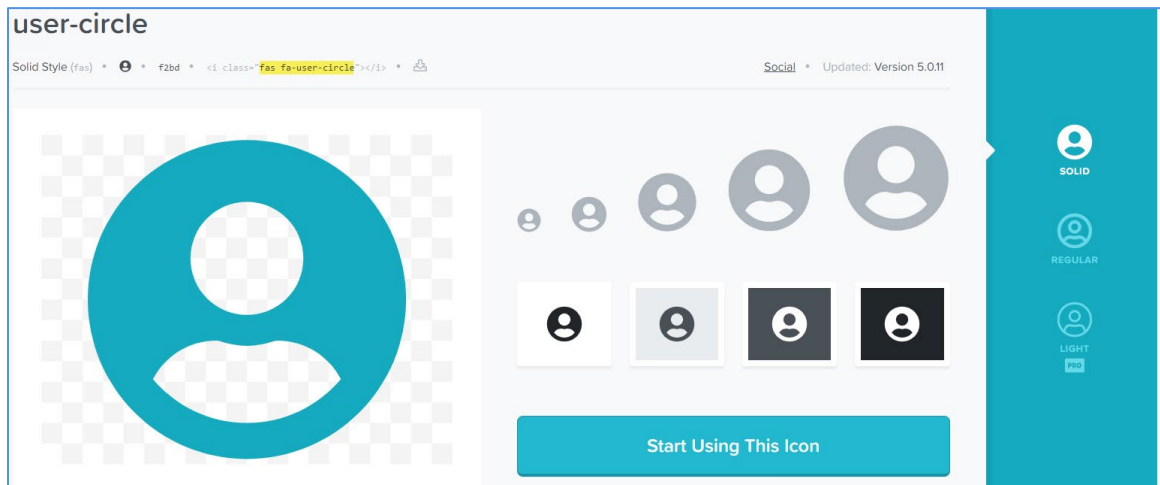 user-circle
Solid Style (fas) • • f2bd • <i class="fas fa-user-circle"></i> •
Social • Updated: Version 5.0.11
SOLID
REGULAR
LIGHT
PRO
Start Using This Icon